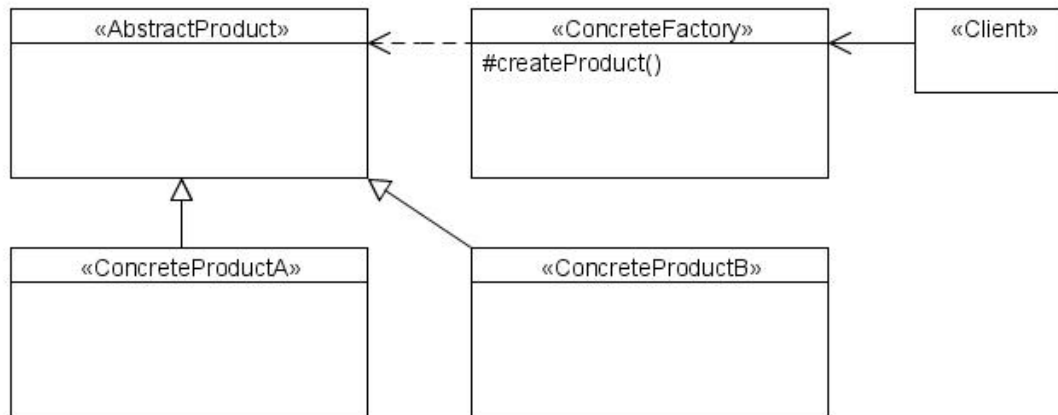 «AbstractProduct»
«ConcreteFactory»
«Client»
#createProduct()
«ConcreteProductA»
«ConcreteProductB»